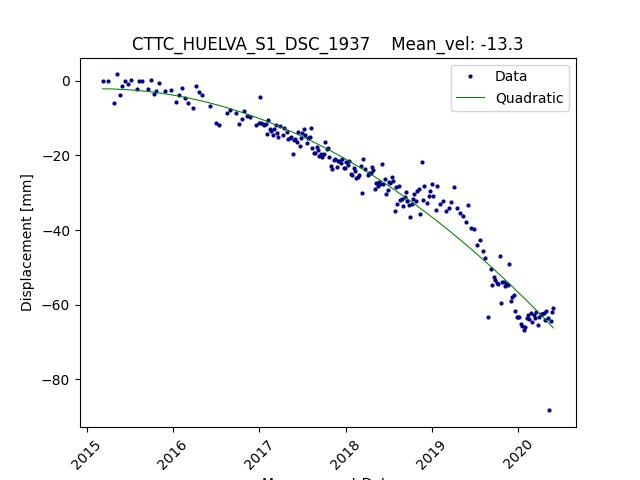 CTTC_HUELVA_S1_DSC_1937    Mean_vel: -13.3
Data
Quadratic
Displacement [mm]
0
−20
−40
−60
−80
2015
2016
2017
2018
2019
2020